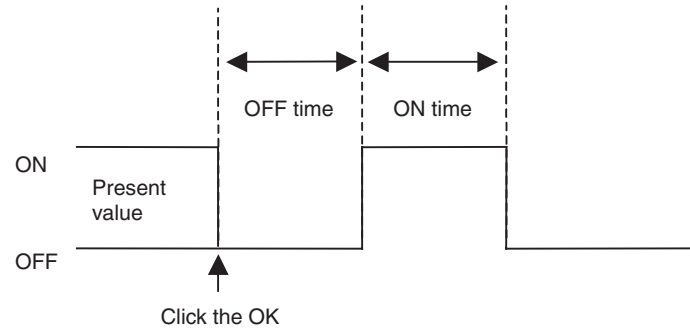 OFF time
ON time
ON
Present
value
OFF
Click the OK